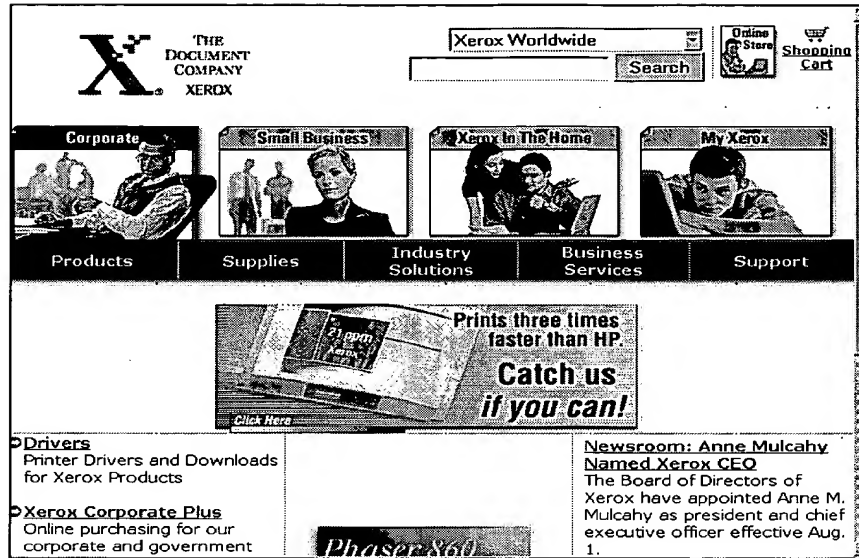 THE
DOCUMENT
COMPANY
XEROX
Xerox Worldwide
Search
Online
Store
Shopping
Cart
Corporate
Small Business
Xerox In The Home
My Xerox
Products
Supplies
Industry
Solutions
Business
Services
Support
21 ppm
Prints three times
faster than HP.
Catch us
if you can!
Click Here
Drivers
Printer Drivers and Downloads
for Xerox Products
Xerox Corporate Plus
Online purchasing for our
corporate and government
Phaser 860
Newsroom: Anne Mulcahy
Named Xerox CEO
The Board of Directors of
Xerox have appointed Anne M.
Mulcahy as president and chief
executive officer effective Aug.
1.